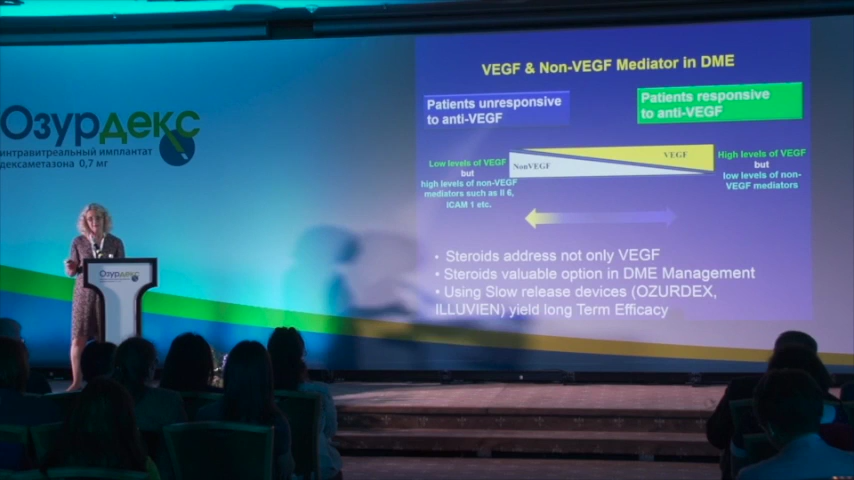 Озурдекс
интравитреальный имплантат
дексаметазона 0,7 мг
Озурдекс
VEGF & Non-VEGF Mediator in DME
Patients unresponsive
to anti-VEGF
Patients responsive
to anti-VEGF
Low levels of VEGF
but
high levels of non-VEGF
mediators such as Il 6,
ICAM 1 etc.
NonVEGF
VEGF
High levels of VEGF
but
low levels of non-
VEGF mediators
• Steroids address not only VEGF
• Steroids valuable option in DME Management
• Using Slow release devices (OZURDEX,
ILLUVIEN) yield long Term Efficacy